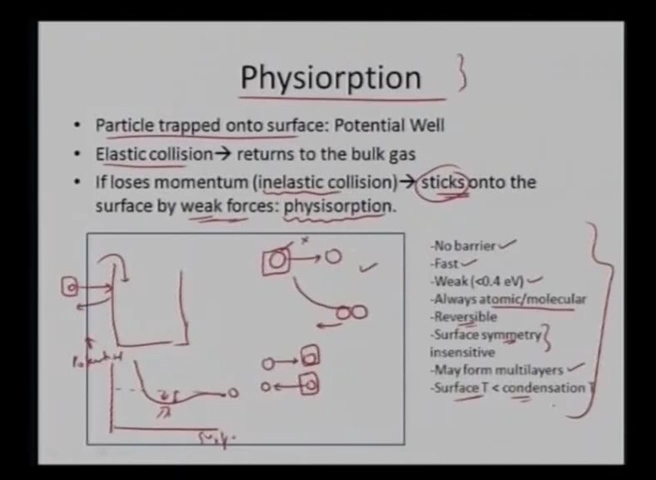 Physiorption
• Particle trapped onto surface: Potential Well
• Elastic collision→ returns to the bulk gas
• If loses momentum (inelastic collision)→ sticks onto the
surface by weak forces: physisorption.
-No barrier
-Fast
-Weak (<0.4 eV)
-Always atomic/molecular
-Reversible
-Surface symmetry
insensitive
-May form multilayers
-Surface T < condensation T
Potential